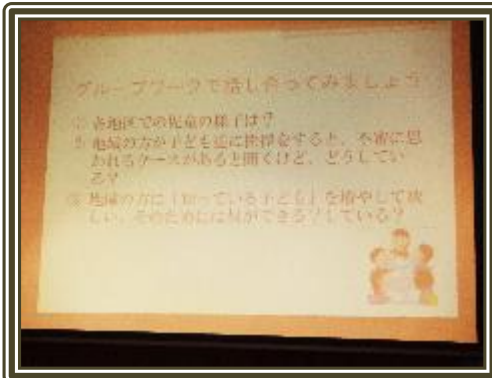 グループワークで話し合ってみましょう
① 各地区での児童の様子は?
② 地域の方が子ども達に挨拶をすると、不審に思
われるケースがあると聞くけど、どうしてい
る?
③ 地域の方に「知っている子ども」を増やして欲
しい。そのためには何ができる?している?